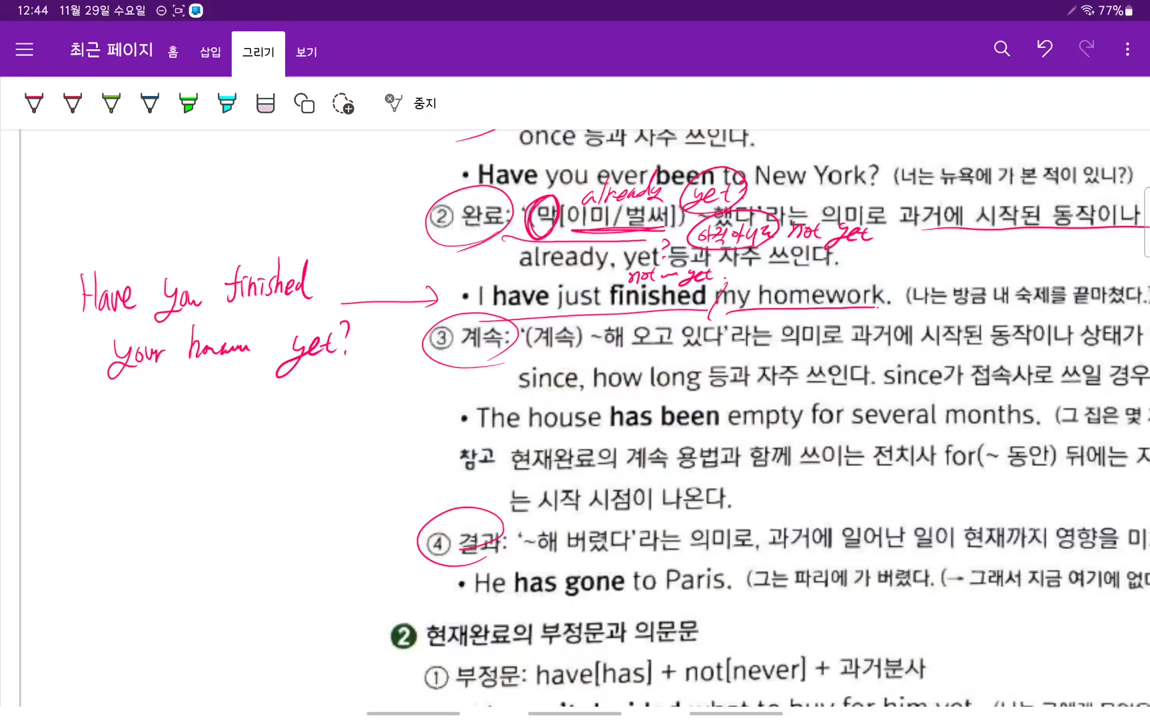 12:44 11월 29일 수요일 77%
최근 페이지 홈 삽입 그리기 보기
중지
once 등과 자주 쓰인다.
• Have you ever been to New York? (너는 뉴욕에 가 본 적이 있니?)
already yet?
② 완료: '(막[이미/벌써]) ~했다'라는 의미로 과거에 시작된 동작이나
아직 아니다 not yet
already, yet 등과 자주 쓰인다.
? not ~ yet.
• I have just finished my homework. (나는 방금 내 숙제를 끝마쳤다.)
Have you finished
your yet?
③ 계속: '(계속) ~해 오고 있다'라는 의미로 과거에 시작된 동작이나 상태가
since, how long 등과 자주 쓰인다. since가 접속사로 쓰일 경우
• The house has been empty for several months. (그 집은 몇
참고 현재완료의 계속 용법과 함께 쓰이는 전치사 for(~ 동안) 뒤에는
는 시작 시점이 나온다.
④ 결과: '~해 버렸다'라는 의미로, 과거에 일어난 일이 현재까지 영향을 미
• He has gone to Paris. (그는 파리에 가 버렸다. (→ 그래서 지금 여기에 없
2 현재완료의 부정문과 의문문
① 부정문: have[has] + not[never] + 과거분사
what to buy for him yet.